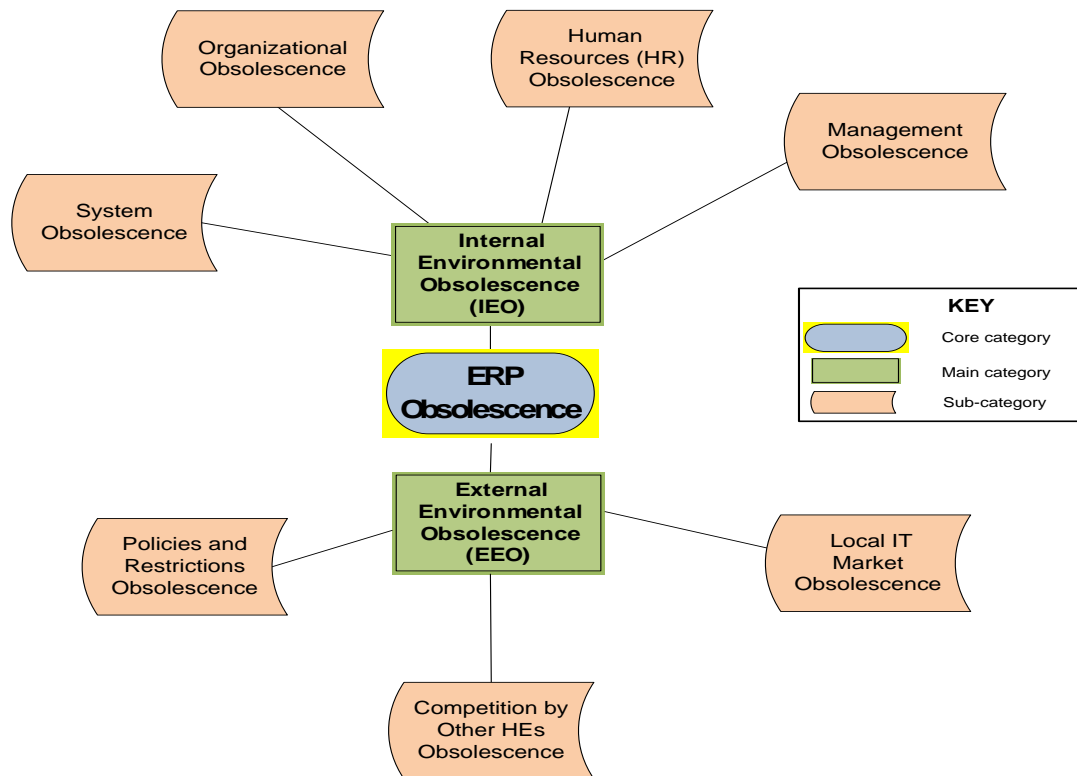 Organizational
Obsolescence
Human
Resources (HR)
Obsolescence
Management
Obsolescence
System
Obsolescence
Internal
Environmental
Obsolescence
(IEO)
KEY
Core category
Main category
Sub-category
ERP
Obsolescence
External
Environmental
Obsolescence
(EEO)
Policies and
Restrictions
Obsolescence
Local IT
Market
Obsolescence
Competition by
Other HEs
Obsolescence